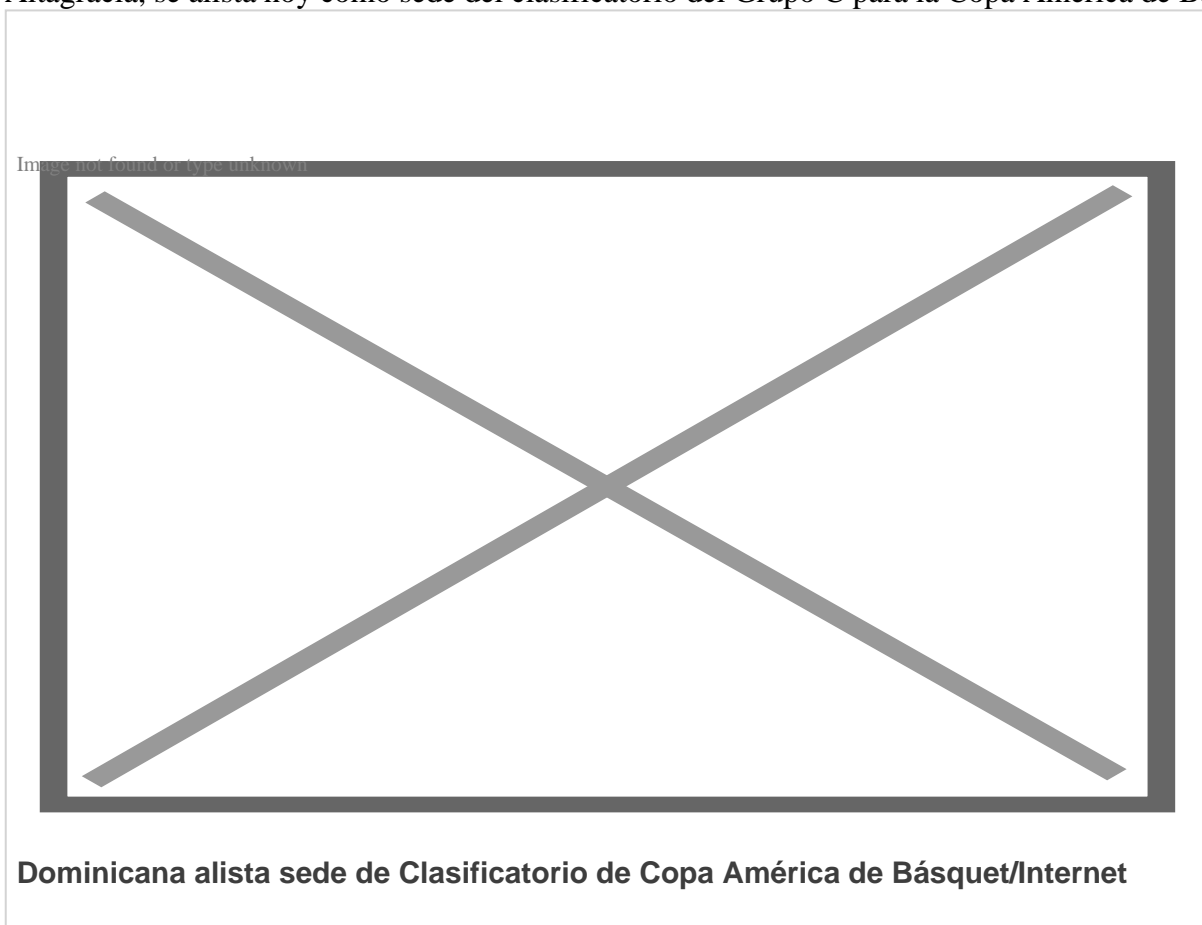 Altagracia, se alista hoy como sede del clasificatorio del Grupo C para la Copa América de
Image not found or type unknown
Dominicana alista sede de Clasificatorio de Copa América de Básquet/Internet